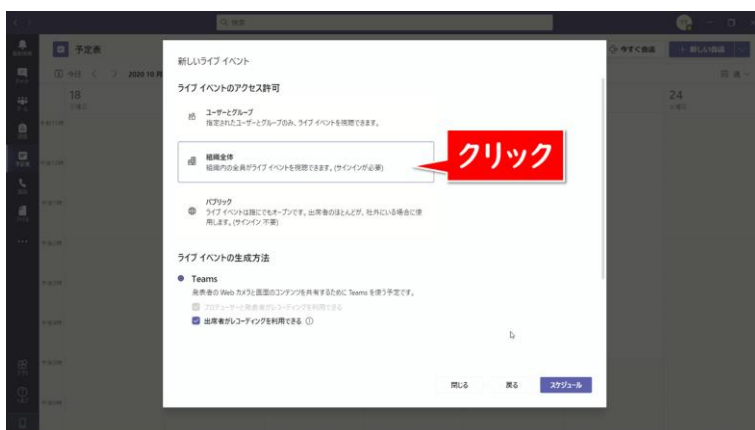 検索
予定表
今すぐ会議
+ 新しい会議
今日
2020 10 月
18
24
新しいライブ イベント
ライブ イベントのアクセス許可
ユーザーとグループ
指定されたユーザーとグループのみ、ライブ イベントを視聴できます。
組織全体
組織内の全員がライブ イベントを視聴できます。(サインインが必要)
クリック
パブリック
ライブ イベントは誰にでもオープンです。出席者のほとんどが、社外にいる場合に使
用します。(サインイン 不要)
ライブ イベントの生成方法
Teams
発表者の Web カメラと画面のコンテンツを共有するために Teams を使う予定です。
プロデューサーと発表者がレコーディングを利用できる
出席者がレコーディングを利用できる
閉じる
戻る
スケジュール